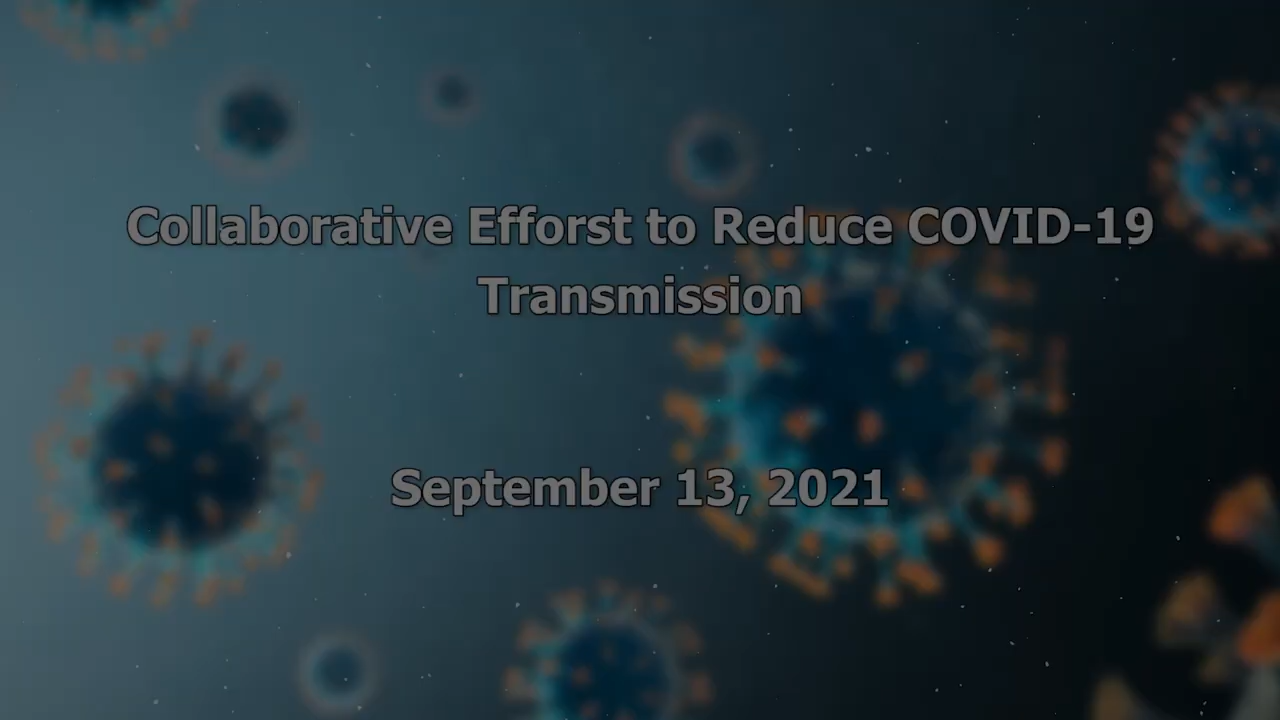 Collaborative Efforst to Reduce COVID-19
Transmission
September 13, 2021